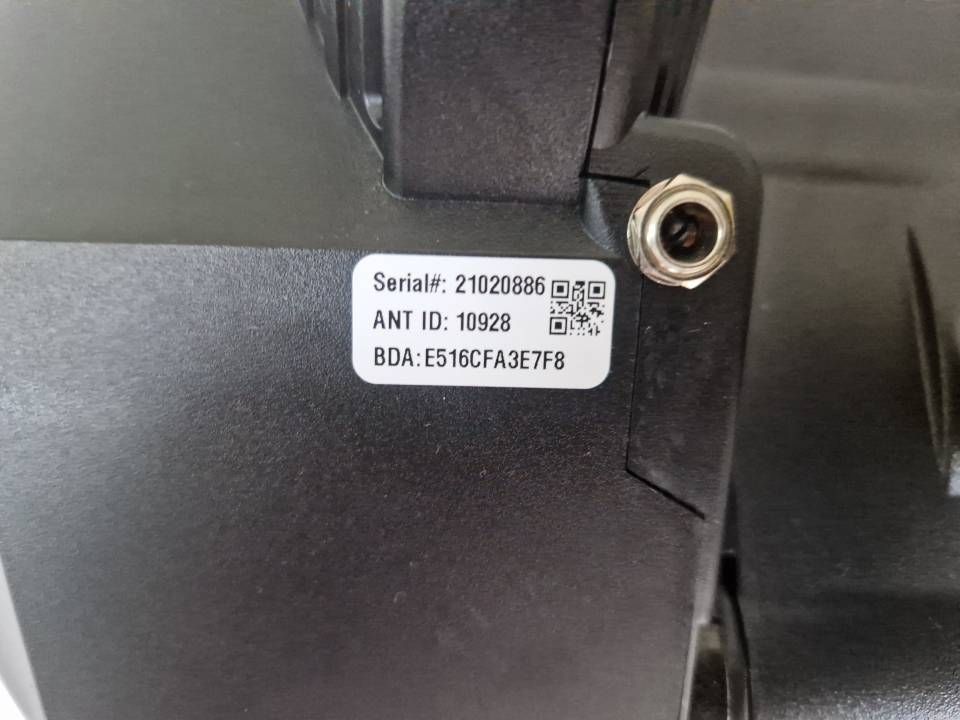 Serial#: 21020886
ANT ID: 10928
BDA: E516CFA3E7F8